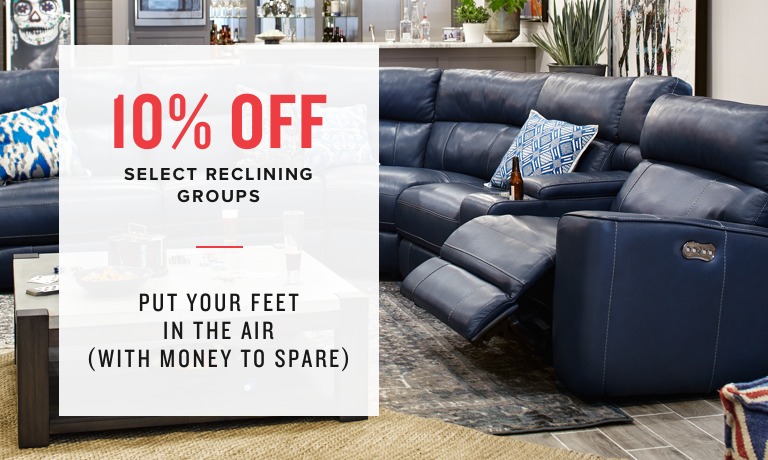 10% OFF
SELECT RECLINING
GROUPS
PUT YOUR FEET
IN THE AIR
(WITH MONEY TO SPARE)